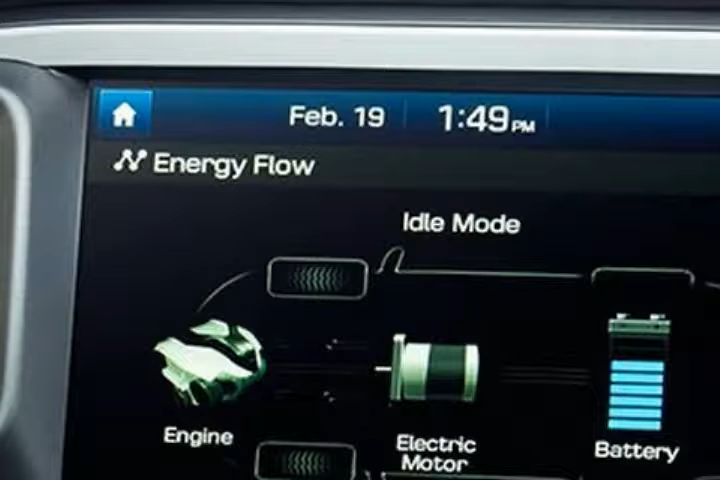 Feb. 19 1:49 PM
Energy Flow
Idle Mode
Engine
Electric
Motor
Battery